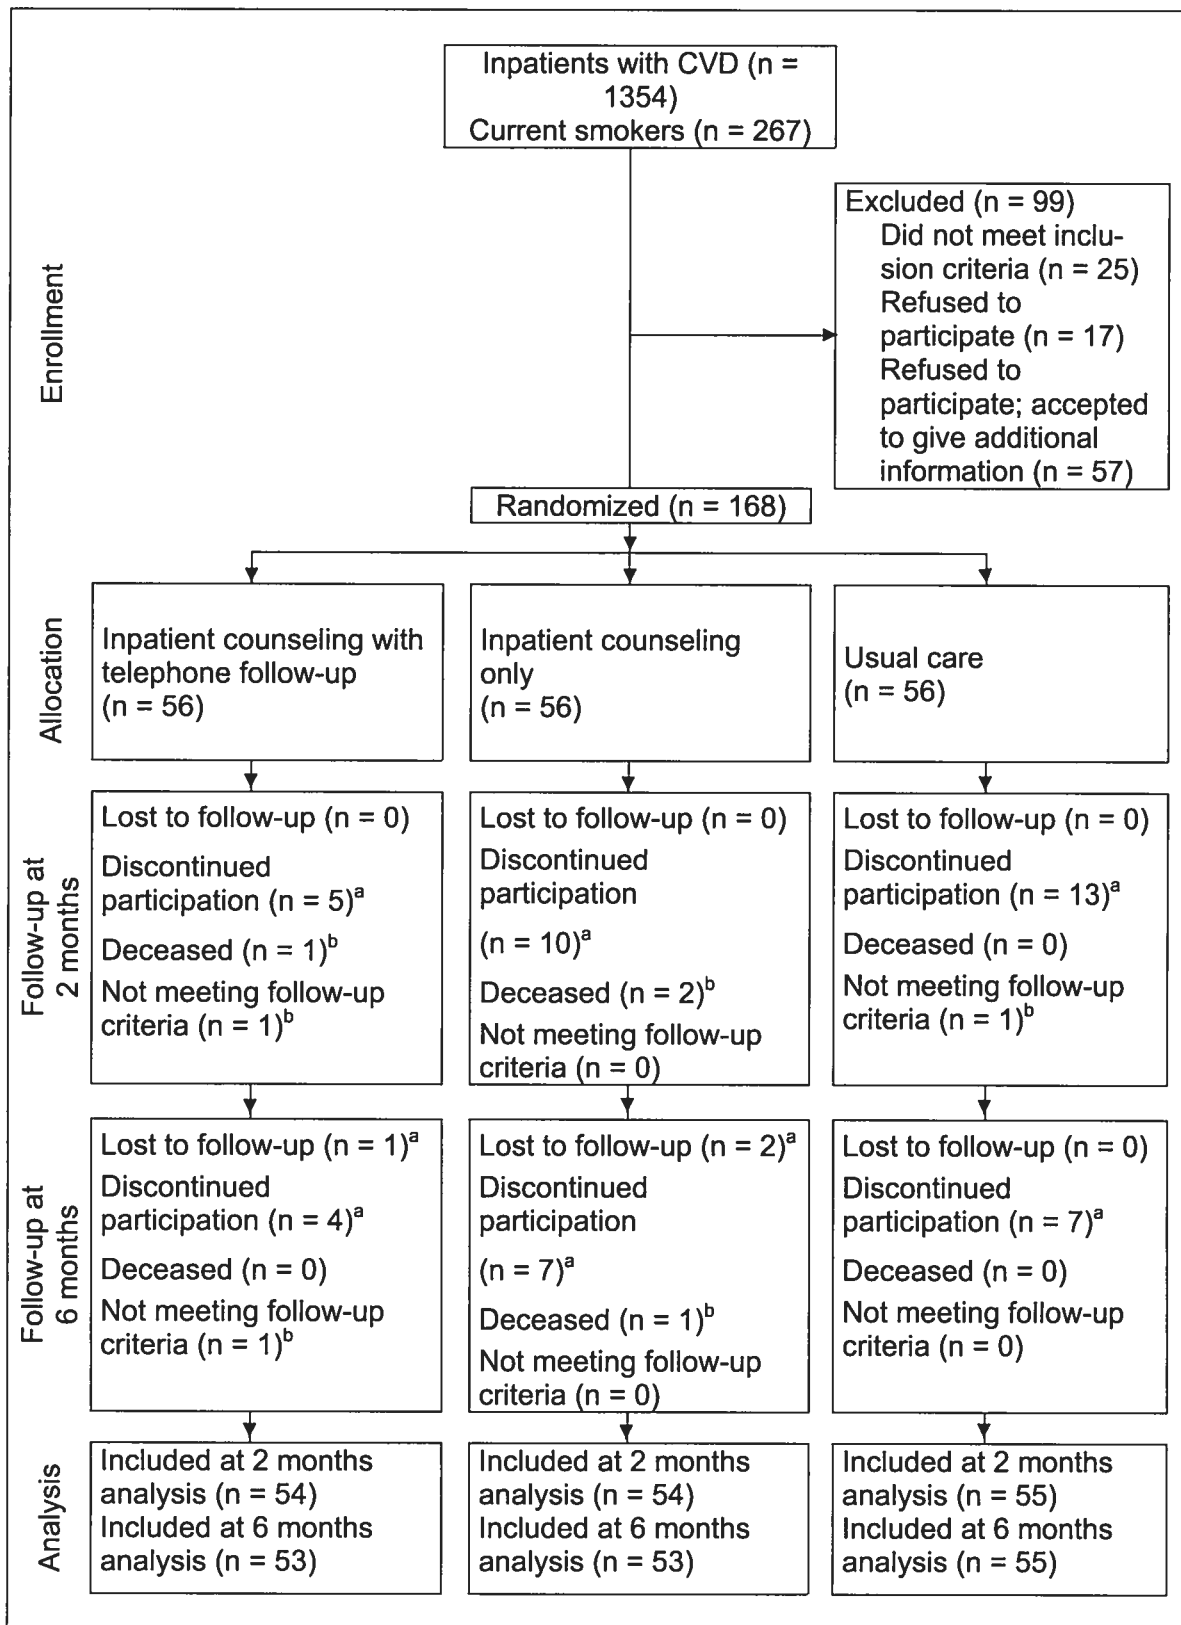 Inpatients with CVD (n =
1354)
Current smokers (n = 267)
Enrollment
Excluded (n = 99)
Did not meet inclu-
sion criteria (n = 25)
Refused to
participate (n = 17)
Refused to
participate; accepted
to give additional
information (n = 57)
Randomized (n = 168)
Allocation
Inpatient counseling with
telephone follow-up
(n = 56)
Inpatient counseling
only
(n = 56)
Usual care
(n = 56)
Follow-up at
2 months
Lost to follow-up (n = 0)
Discontinued
participation (n = 5)ᵃ
Deceased (n = 1)ᵇ
Not meeting follow-up
criteria (n = 1)ᵇ
Lost to follow-up (n = 0)
Discontinued
participation
(n = 10)ᵃ
Deceased (n = 2)ᵇ
Not meeting follow-up
criteria (n = 0)
Lost to follow-up (n = 0)
Discontinued
participation (n = 13)ᵃ
Deceased (n = 0)
Not meeting follow-up
criteria (n = 1)ᵇ
Follow-up at
6 months
Lost to follow-up (n = 1)ᵃ
Discontinued
participation (n = 4)ᵃ
Deceased (n = 0)
Not meeting follow-up
criteria (n = 1)ᵇ
Lost to follow-up (n = 2)ᵃ
Discontinued
participation
(n = 7)ᵃ
Deceased (n = 1)ᵇ
Not meeting follow-up
criteria (n = 0)
Lost to follow-up (n = 0)
Discontinued
participation (n = 7)ᵃ
Deceased (n = 0)
Not meeting follow-up
criteria (n = 0)
Analysis
Included at 2 months
analysis (n = 54)
Included at 6 months
analysis (n = 53)
Included at 2 months
analysis (n = 54)
Included at 6 months
analysis (n = 53)
Included at 2 months
analysis (n = 55)
Included at 6 months
analysis (n = 55)